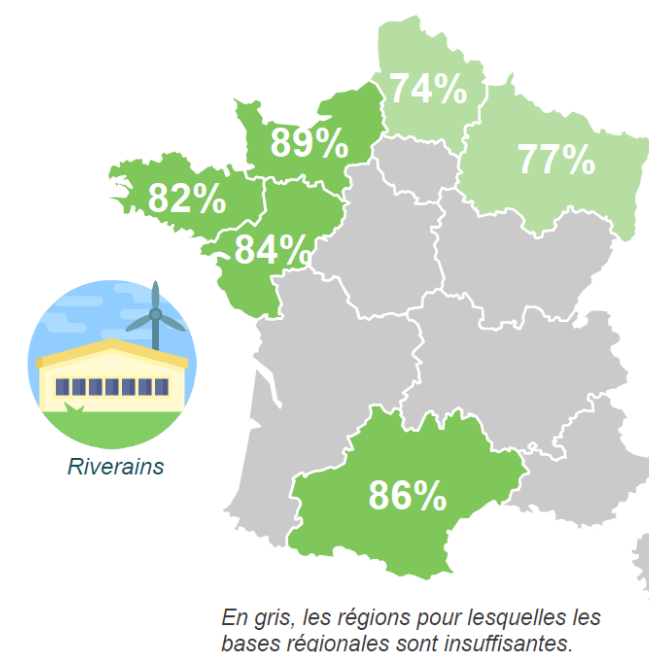 74%
89%
77%
82%
84%
Riverains
86%
En gris, les régions pour lesquelles les
bases régionales sont insuffisantes.